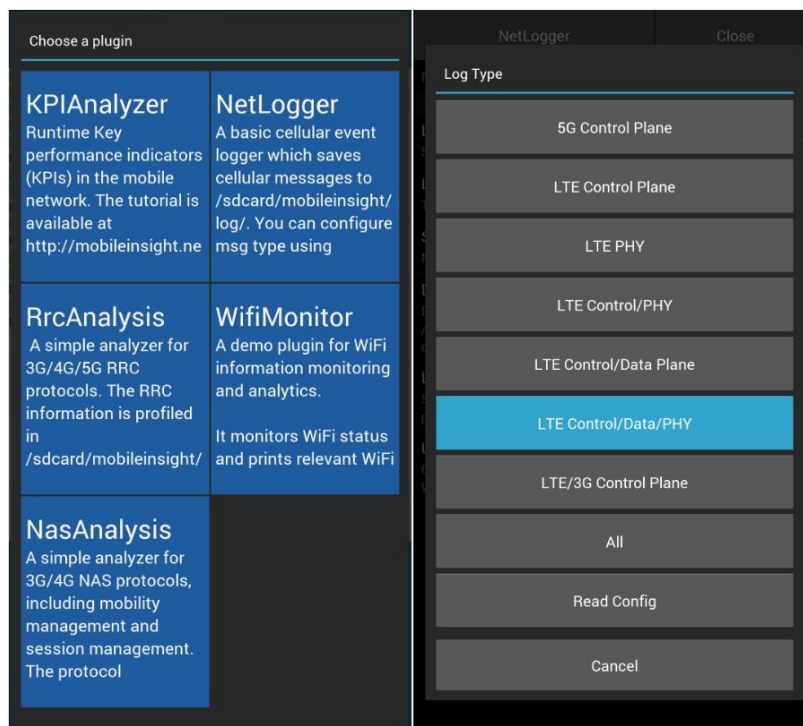 Choose a plugin
KPIAnalyzer
Runtime Key
performance indicators
(KPIs) in the mobile
network. The tutorial is
available at
http://mobileinsight.ne
NetLogger
A basic cellular event
logger which saves
cellular messages to
/sdcard/mobileinsight/
log/. You can configure
msg type using
RrcAnalysis
A simple analyzer for
3G/4G/5G RRC
protocols. The RRC
information is profiled
in
/sdcard/mobileinsight/
WifiMonitor
A demo plugin for WiFi
information monitoring
and analytics.
It monitors WiFi status
and prints relevant WiFi
NasAnalysis
A simple analyzer for
3G/4G NAS protocols,
including mobility
management and
session management.
The protocol
NetLogger
Close
Log Type
5G Control Plane
LTE Control Plane
LTE PHY
LTE Control/PHY
LTE Control/Data Plane
LTE Control/Data/PHY
LTE/3G Control Plane
All
Read Config
Cancel